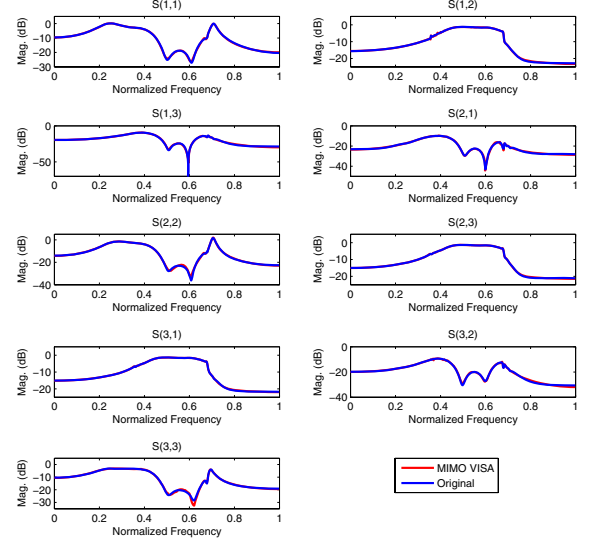 S(1,1)
Mag. (dB)
0
−10
−20
−30
0 0.2 0.4 0.6 0.8 1
Normalized Frequency
S(1,2)
Mag. (dB)
0
−10
−20
0 0.2 0.4 0.6 0.8 1
Normalized Frequency
S(1,3)
Mag. (dB)
0
−50
0 0.2 0.4 0.6 0.8 1
Normalized Frequency
S(2,1)
Mag. (dB)
0
−20
−40
0 0.2 0.4 0.6 0.8 1
Normalized Frequency
S(2,2)
Mag. (dB)
0
−20
−40
0 0.2 0.4 0.6 0.8 1
Normalized Frequency
S(2,3)
Mag. (dB)
0
−10
−20
0 0.2 0.4 0.6 0.8 1
Normalized Frequency
S(3,1)
Mag. (dB)
0
−10
−20
0 0.2 0.4 0.6 0.8 1
Normalized Frequency
S(3,2)
Mag. (dB)
0
−20
−40
0 0.2 0.4 0.6 0.8 1
Normalized Frequency
S(3,3)
Mag. (dB)
0
−10
−20
−30
0 0.2 0.4 0.6 0.8 1
Normalized Frequency
MIMO VISA
Original